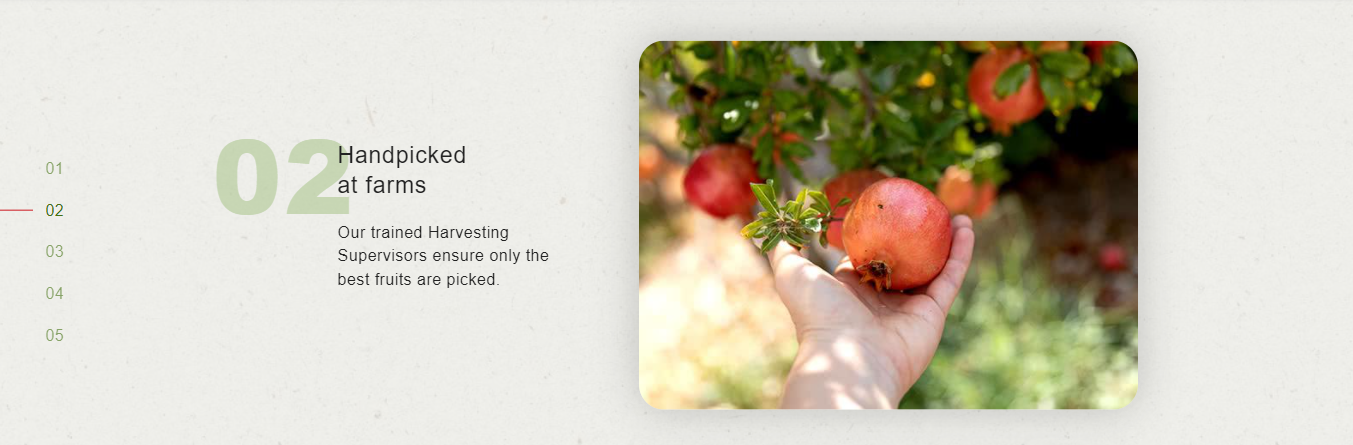 01
02
03
04
05
02
Handpicked
at farms
Our trained Harvesting
Supervisors ensure only the
best fruits are picked.